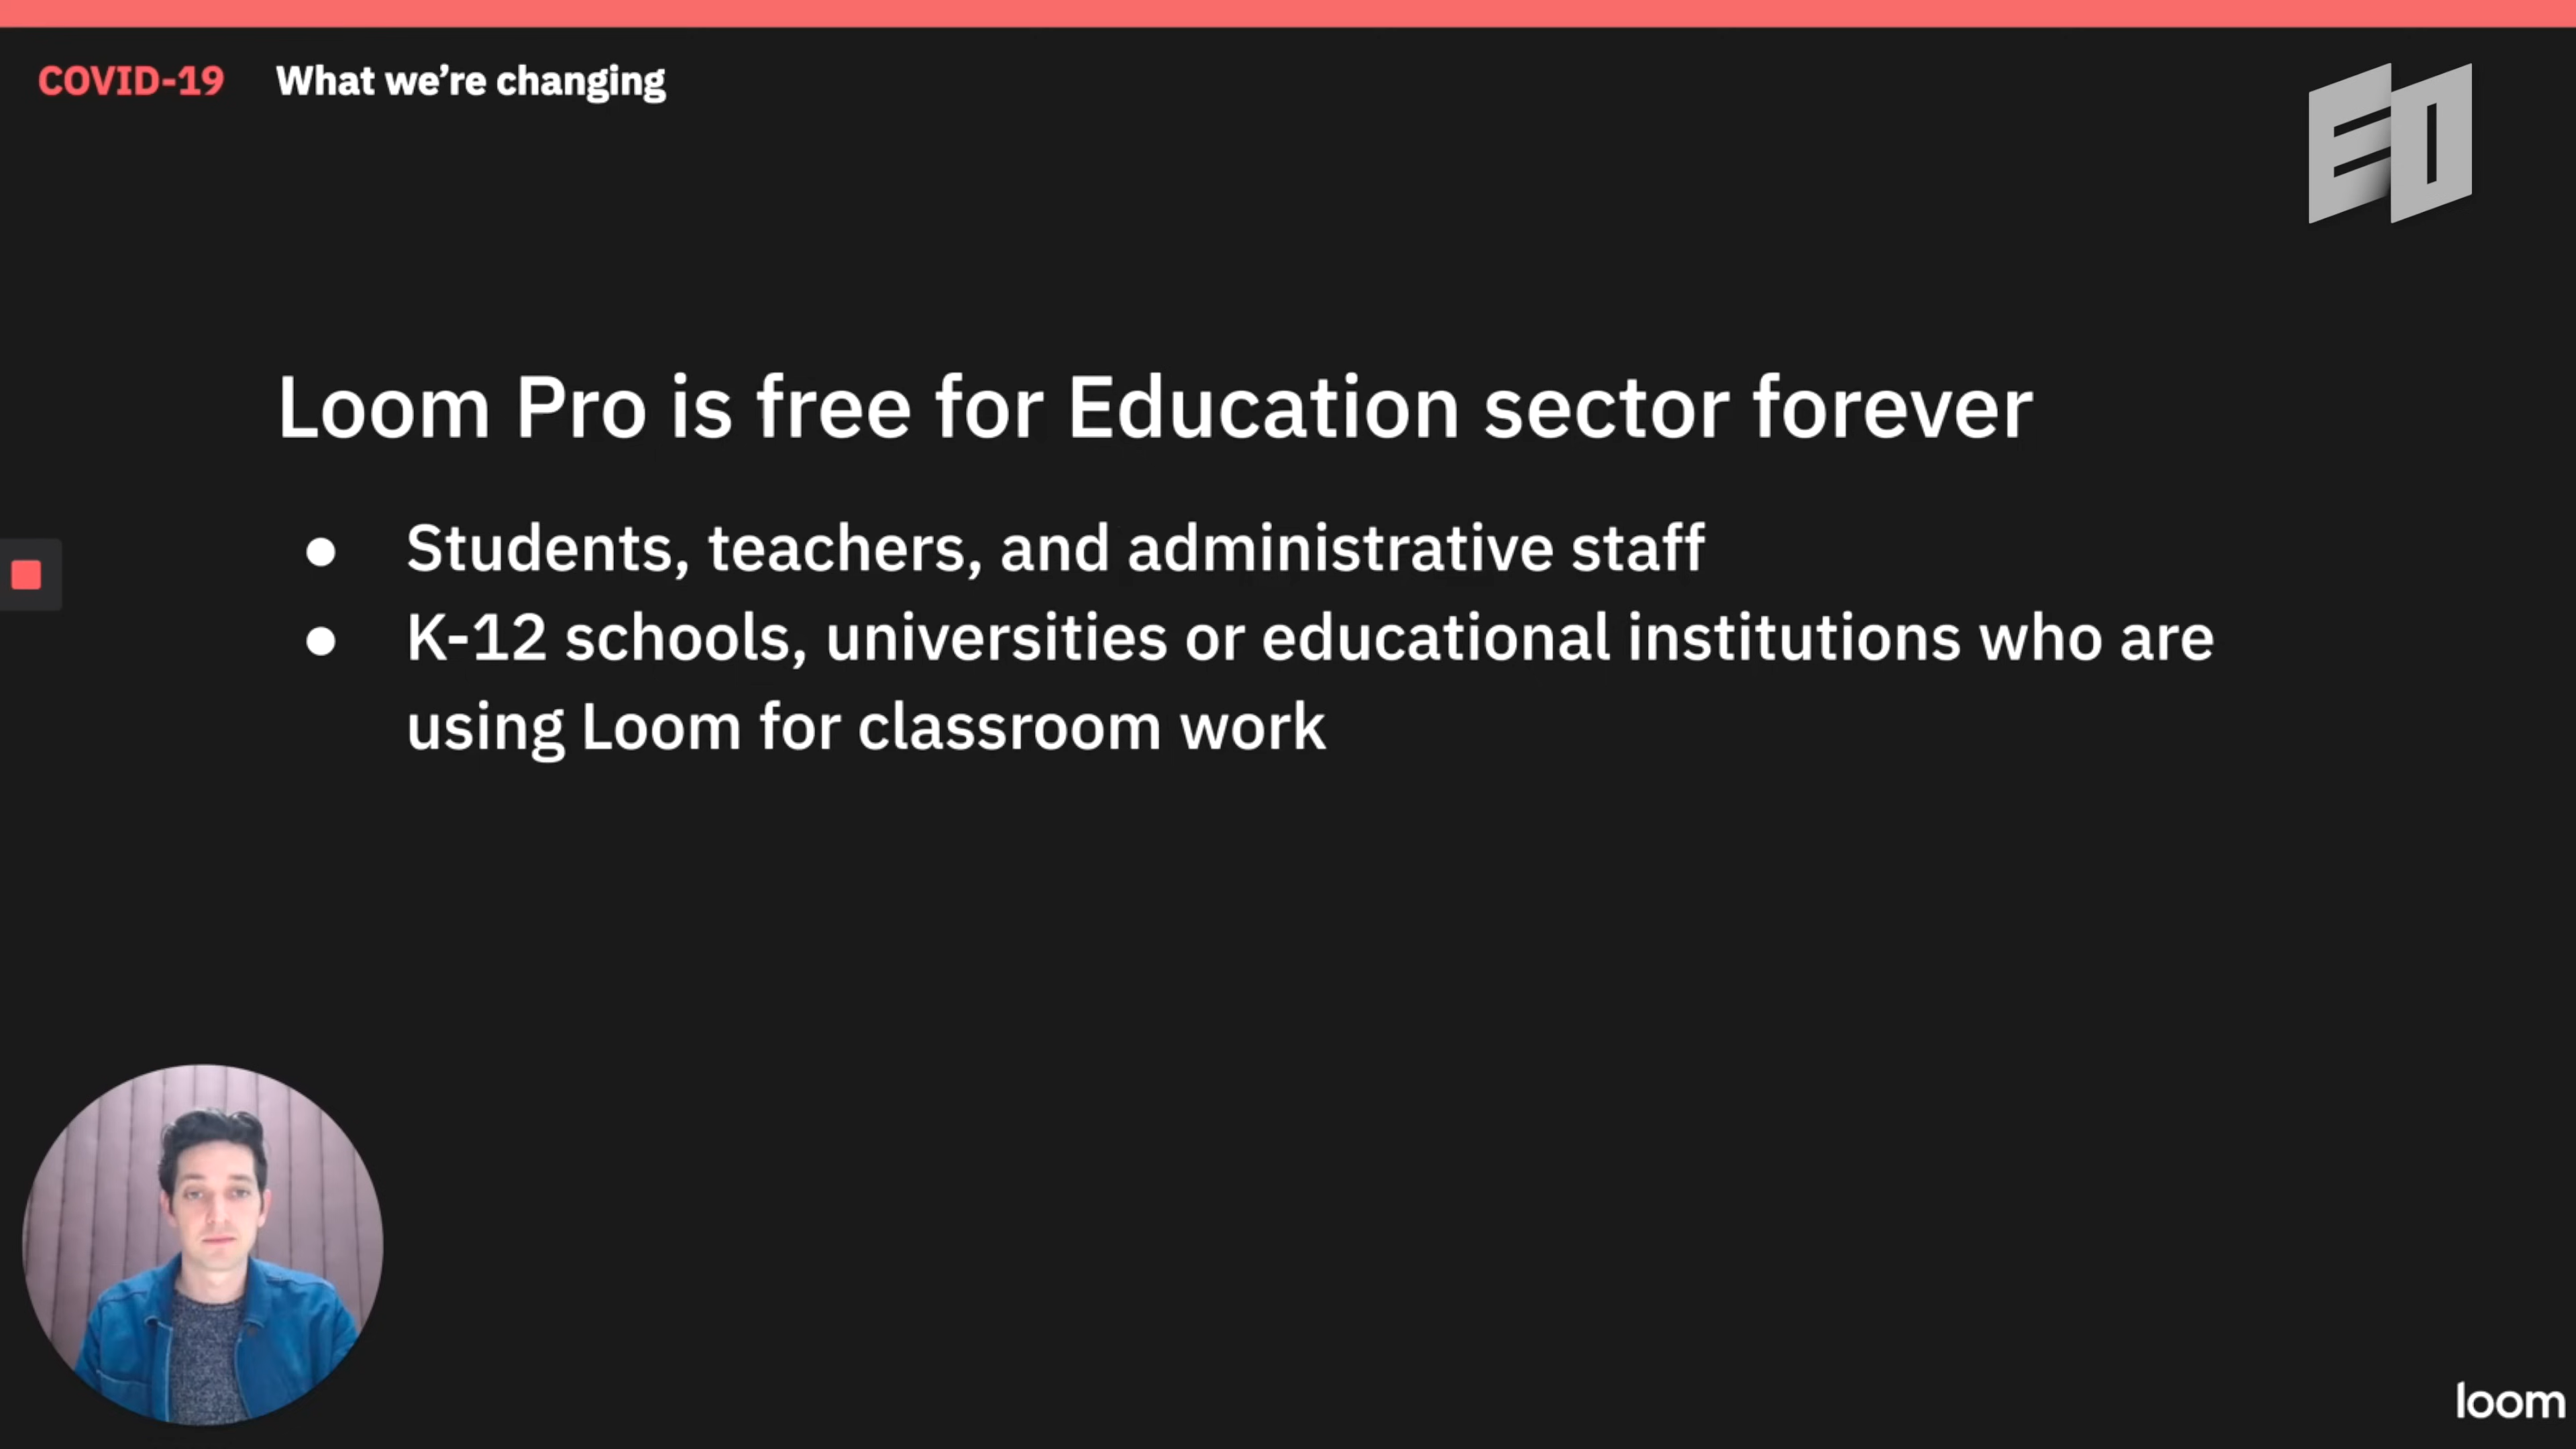 COVID-19 What we're changing
EO
Loom Pro is free for Education sector forever
● Students, teachers, and administrative staff
● K-12 schools, universities or educational institutions who are
using Loom for classroom work
loom